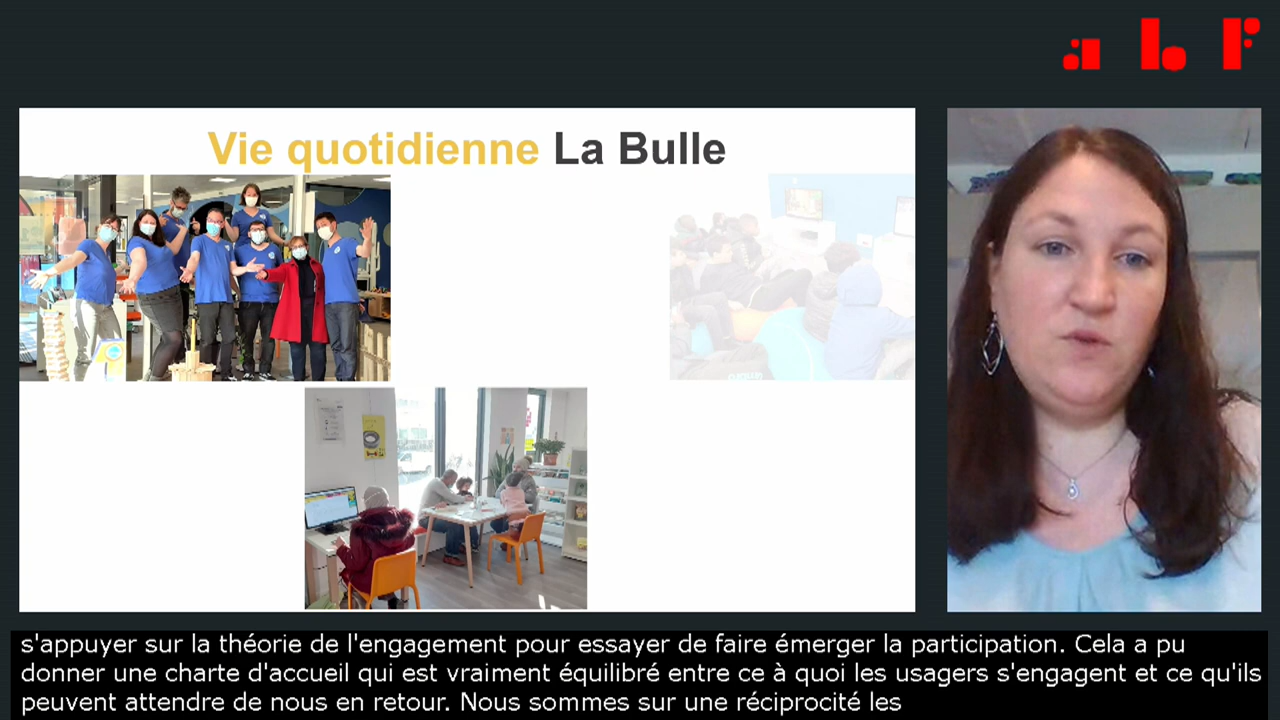 abf
Vie quotidienne La Bulle
s'appuyer sur la théorie de l'engagement pour essayer de faire émerger la participation. Cela a pu
donner une charte d'accueil qui est vraiment équilibré entre ce à quoi les usagers s'engagent et ce qu'ils
peuvent attendre de nous en retour. Nous sommes sur une réciprocité les